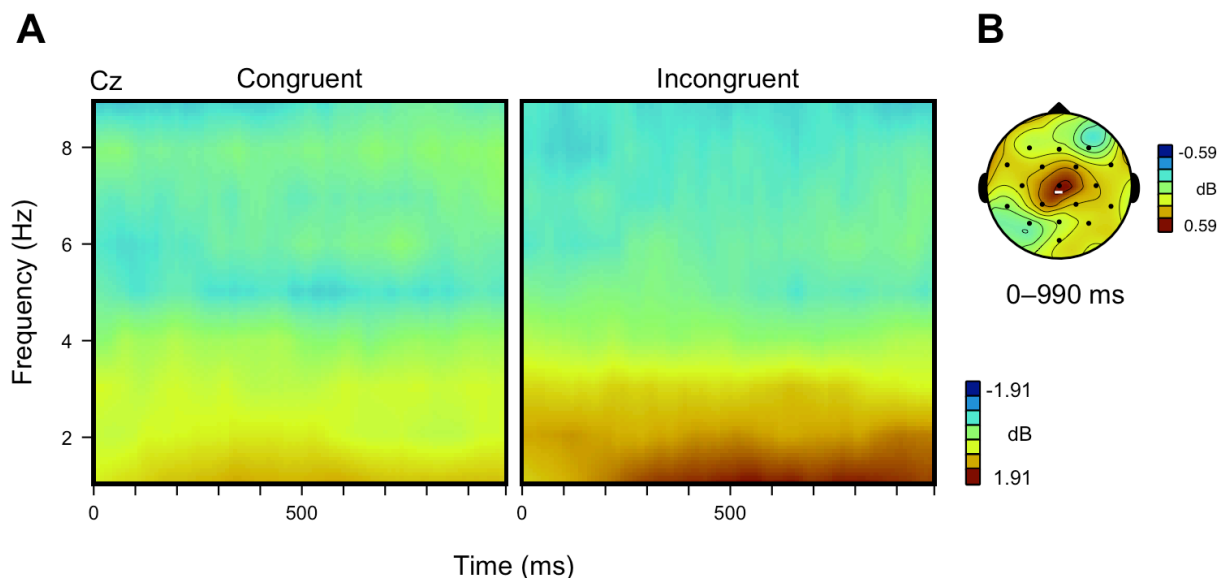 A
B
Cz
Congruent
Incongruent
8
6
4
2
Frequency (Hz)
0
500
0
500
Time (ms)
-0.59
dB
0.59
0–990 ms
-1.91
dB
1.91